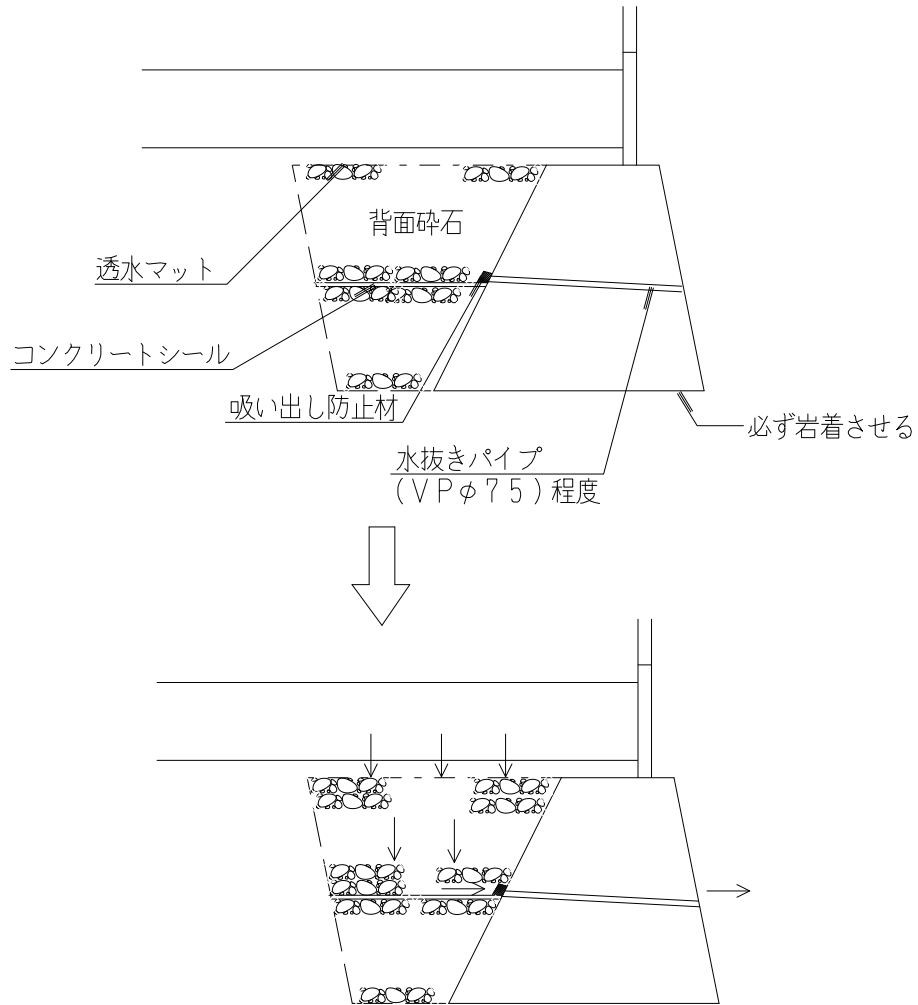 背面砕石
透水マット
コンクリートシール
吸い出し防止材
必ず岩着させる
水抜きパイプ
(VPφ75)程度